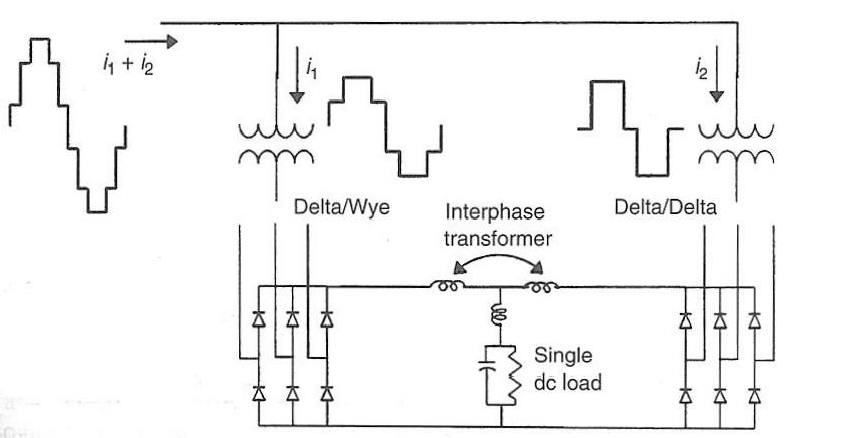 i₁ + i₂
i₁
i₂
Delta/Wye
Interphase
transformer
Delta/Delta
Single
dc load